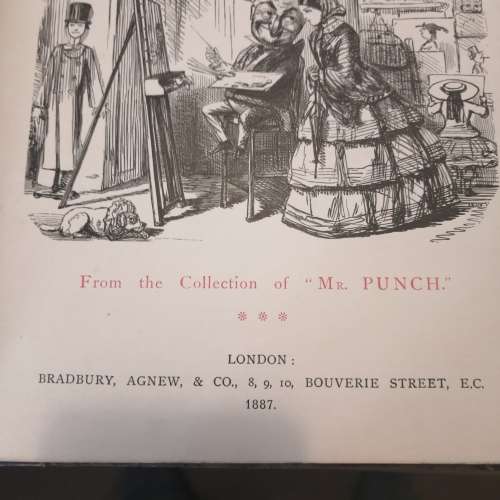 From the Collection of "Mr. PUNCH."
LONDON:
BRADBURY, AGNEW, & CO., 8, 9, 10, BOUVERIE STREET, E.C.
1887.